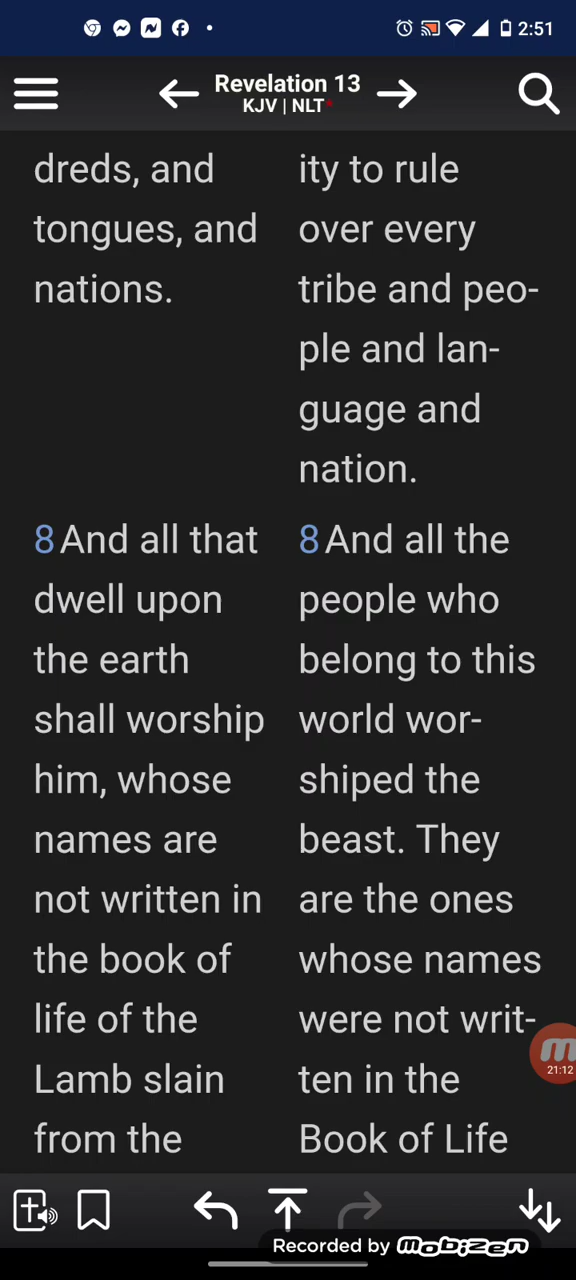 2:51
Revelation 13
KJV | NLT*
dreds, and
tongues, and
nations.
ity to rule
over every
tribe and peo-
ple and lan-
guage and
nation.
8 And all that
dwell upon
the earth
shall worship
him, whose
names are
not written in
the book of
life of the
Lamb slain
from the
8 And all the
people who
belong to this
world wor-
shiped the
beast. They
are the ones
whose names
were not writ-
ten in the
Book of Life
21:12
Recorded by mobizen